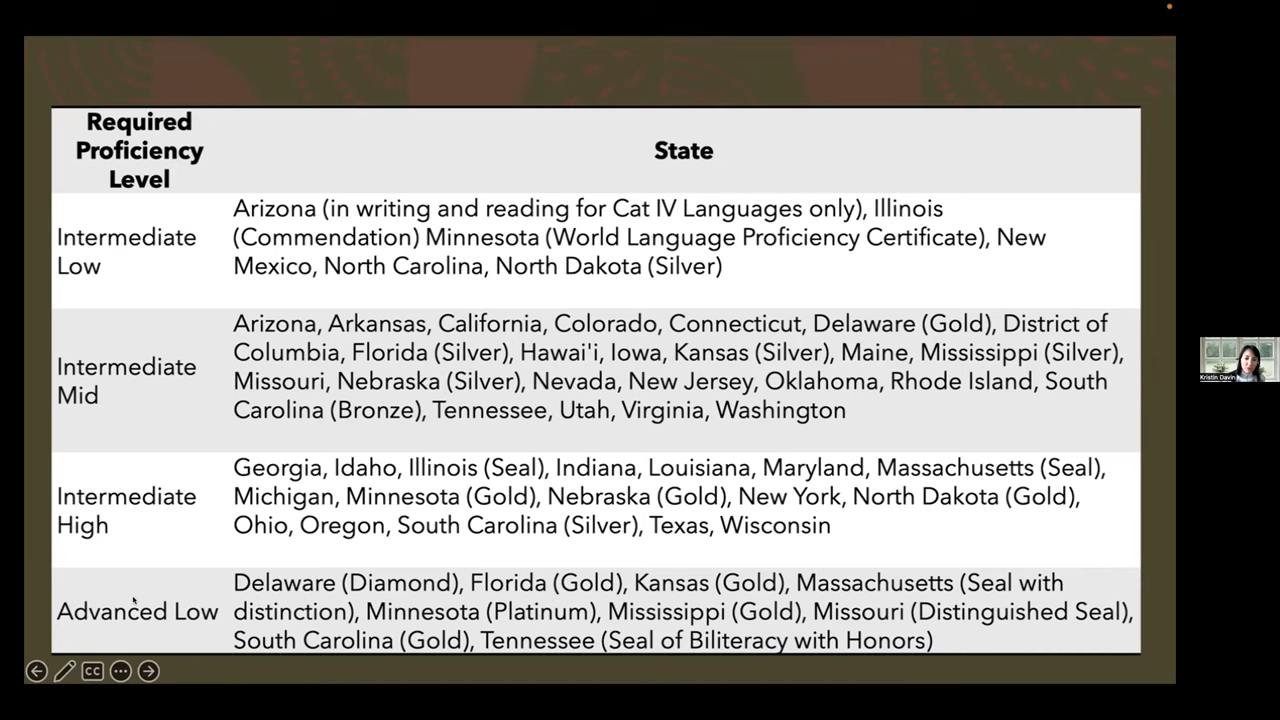 Required
Proficiency
Level
State
Intermediate
Low
Arizona (in writing and reading for Cat IV Languages only), Illinois
(Commendation) Minnesota (World Language Proficiency Certificate), New
Mexico, North Carolina, North Dakota (Silver)
Intermediate
Mid
Arizona, Arkansas, California, Colorado, Connecticut, Delaware (Gold), District of
Columbia, Florida (Silver), Hawai'i, Iowa, Kansas (Silver), Maine, Mississippi (Silver),
Missouri, Nebraska (Silver), Nevada, New Jersey, Oklahoma, Rhode Island, South
Carolina (Bronze), Tennessee, Utah, Virginia, Washington
Intermediate
High
Georgia, Idaho, Illinois (Seal), Indiana, Louisiana, Maryland, Massachusetts (Seal),
Michigan, Minnesota (Gold), Nebraska (Gold), New York, North Dakota (Gold),
Ohio, Oregon, South Carolina (Silver), Texas, Wisconsin
Advanced Low
Delaware (Diamond), Florida (Gold), Kansas (Gold), Massachusetts (Seal with
distinction), Minnesota (Platinum), Mississippi (Gold), Missouri (Distinguished Seal),
South Carolina (Gold), Tennessee (Seal of Biliteracy with Honors)
CC
Kristin Davin